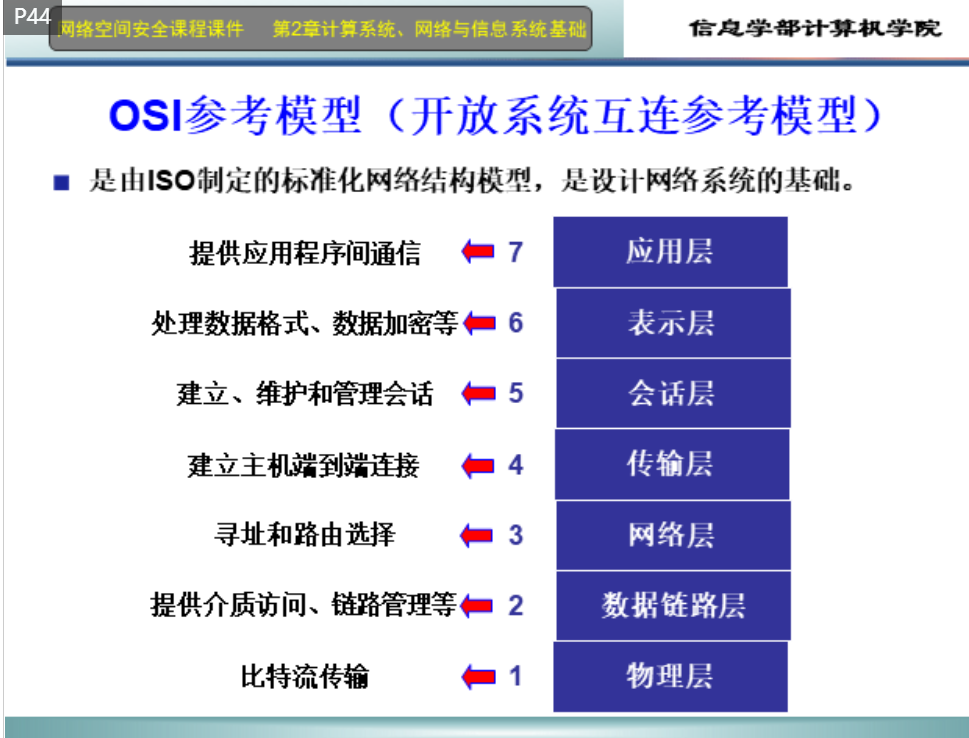 P44
网络空间安全课程课件 第2章计算系统、网络与信息系统基础
信息学部计算机学院
OSI参考模型（开放系统互连参考模型）
是由ISO制定的标准化网络结构模型，是设计网络系统的基础。
提供应用程序间通信 7 应用层
处理数据格式、数据加密等 6 表示层
建立、维护和管理会话 5 会话层
建立主机端到端连接 4 传输层
寻址和路由选择 3 网络层
提供介质访问、链路管理等 2 数据链路层
比特流传输 1 物理层